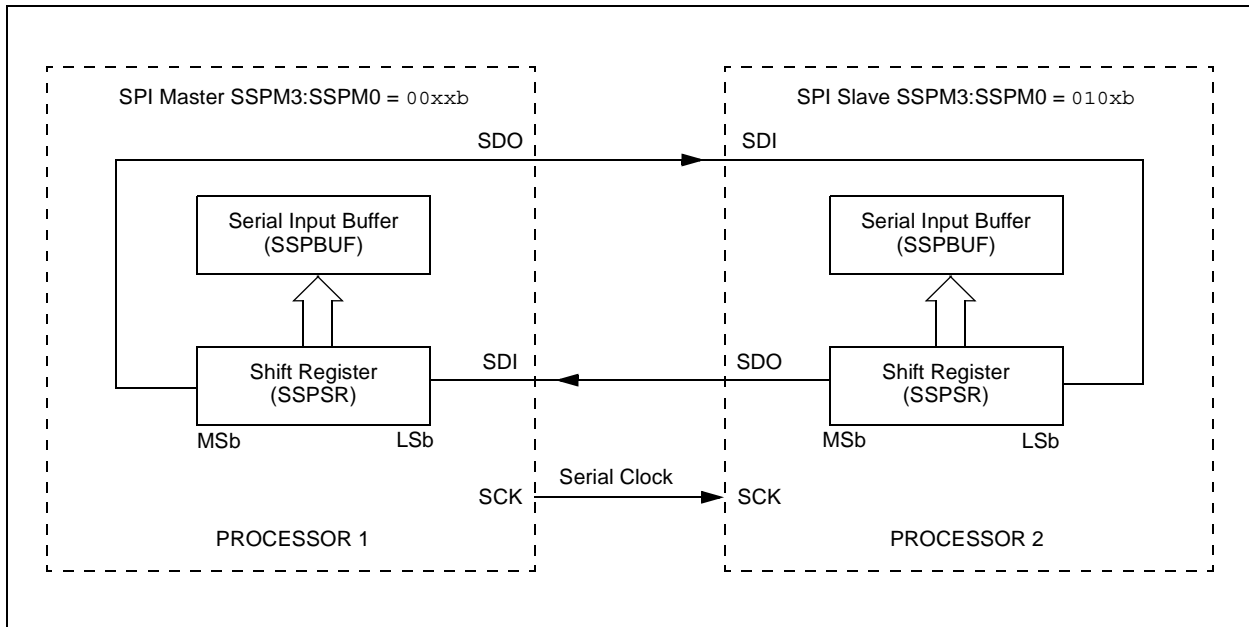 SPI Master SSPM3:SSPM0 = 00xxb
SPI Slave SSPM3:SSPM0 = 010xb
SDO
SDI
Serial Input Buffer
(SSPBUF)
Serial Input Buffer
(SSPBUF)
Shift Register
(SSPSR)
MSb
LSb
SDI
SDO
Shift Register
(SSPSR)
MSb
LSb
SCK
Serial Clock
SCK
PROCESSOR 1
PROCESSOR 2